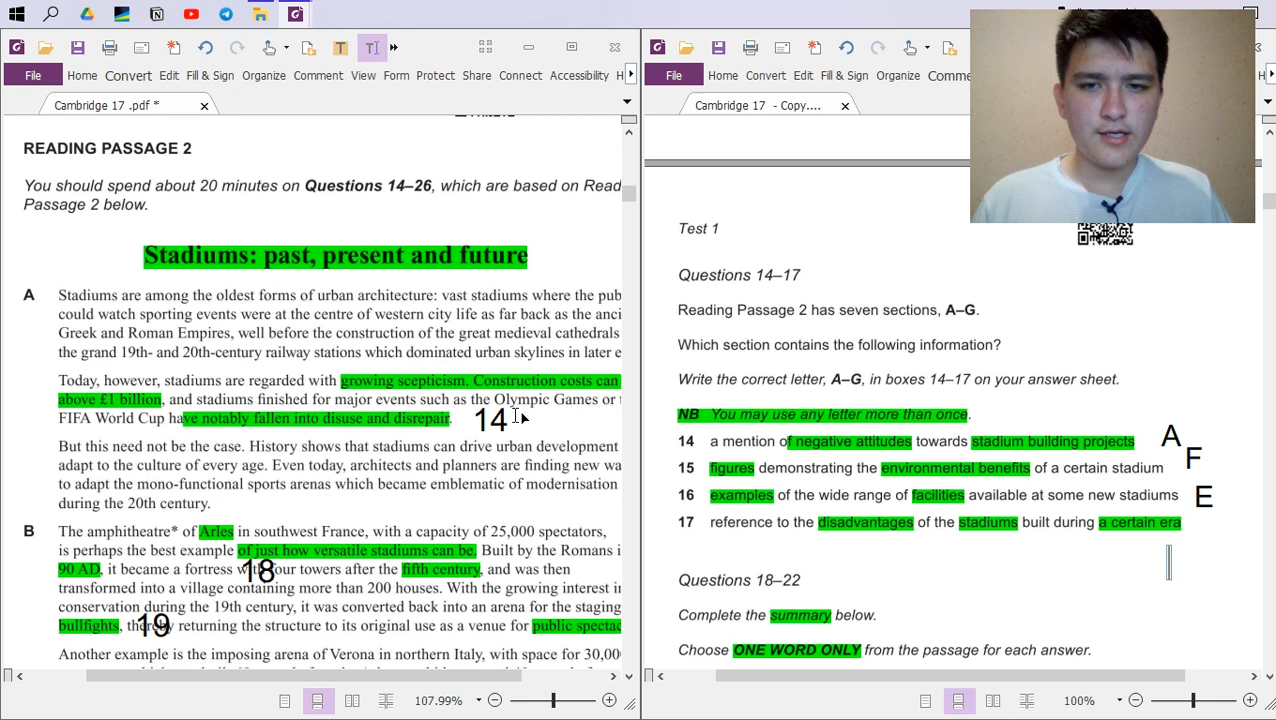 File Home Convert Edit Fill & Sign Organize Comment View Form Protect Share Connect Accessibility H
Cambridge 17 .pdf *
READING PASSAGE 2
You should spend about 20 minutes on Questions 14–26, which are based on Read
Passage 2 below.
Stadiums: past, present and future
A Stadiums are among the oldest forms of urban architecture: vast stadiums where the pub
could watch sporting events were at the centre of western city life as far back as the anci
Greek and Roman Empires, well before the construction of the great medieval cathedrals
the grand 19th- and 20th-century railway stations which dominated urban skylines in later e
Today, however, stadiums are regarded with growing scepticism. Construction costs can
above £1 billion, and stadiums finished for major events such as the Olympic Games or t
FIFA World Cup have notably fallen into disuse and disrepair. 14
But this need not be the case. History shows that stadiums can drive urban development
adapt to the culture of every age. Even today, architects and planners are finding new wa
to adapt the mono-functional sports arenas which became emblematic of modernisation
during the 20th century.
B The amphitheatre* of Arles in southwest France, with a capacity of 25,000 spectators,
is perhaps the best example of just how versatile stadiums can be. Built by the Romans i
90 AD, it became a fortress with four towers after the fifth century, and was then
18
transformed into a village containing more than 200 houses. With the growing interest i
conservation during the 19th century, it was converted back into an arena for the staging
bullfights, thereby returning the structure to its original use as a venue for public spectac
19
Another example is the imposing arena of Verona in northern Italy, with space for 30,00
107.99%
File Home Convert Edit Fill & Sign Organize Comme
Cambridge 17 - Copy....
Test 1
Questions 14–17
Reading Passage 2 has seven sections, A–G.
Which section contains the following information?
Write the correct letter, A–G, in boxes 14–17 on your answer sheet.
NB You may use any letter more than once.
14 a mention of negative attitudes towards stadium building projects A
15 figures demonstrating the environmental benefits of a certain stadium F
16 examples of the wide range of facilities available at some new stadiums E
17 reference to the disadvantages of the stadiums built during a certain era
Questions 18–22
Complete the summary below.
Choose ONE WORD ONLY from the passage for each answer.
100%